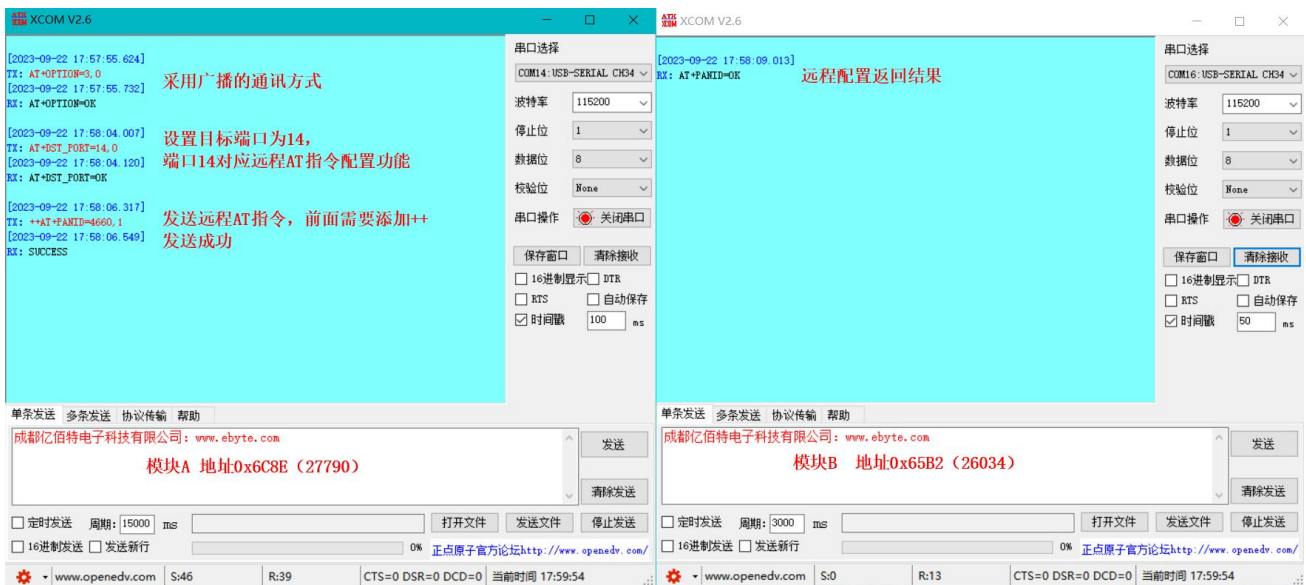 XCOM V2.6
[2023-09-22 17:57:55.624]
TX: AT+OPTION=3,0
[2023-09-22 17:57:55.732]
RX: AT+OPTION=OK
采用广播的通讯方式
[2023-09-22 17:58:04.007]
TX: AT+DST_PORT=14,0
[2023-09-22 17:58:04.120]
RX: AT+DST_PORT=OK
设置目标端口为14，
端口14对应远程AT指令配置功能
[2023-09-22 17:58:06.317]
TX: ++AT+PANID=4660,1
[2023-09-22 17:58:06.549]
RX: SUCCESS
发送远程AT指令，前面需要添加++
发送成功
串口选择
COM14:USB-SERIAL CH34
波特率 115200
停止位 1
数据位 8
校验位 None
串口操作 关闭串口
保存窗口 清除接收
16进制显示 DTR
RTS 自动保存
时间戳 100 ms
单条发送 多条发送 协议传输 帮助
成都亿佰特电子科技有限公司：www.ebyte.com
模块A 地址0x6C8E（27790）
发送
清除发送
定时发送 周期: 15000 ms 打开文件 发送文件 停止发送
16进制发送 发送新行 0% 正点原子官方论坛http://www.openedv.com/
www.openedv.com S:46 R:39 CTS=0 DSR=0 DCD=0 当前时间 17:59:54
XCOM V2.6
[2023-09-22 17:58:09.013]
RX: AT+PANID=OK
远程配置返回结果
串口选择
COM16:USB-SERIAL CH34
波特率 115200
停止位 1
数据位 8
校验位 None
串口操作 关闭串口
保存窗口 清除接收
16进制显示 DTR
RTS 自动保存
时间戳 50 ms
单条发送 多条发送 协议传输 帮助
成都亿佰特电子科技有限公司：www.ebyte.com
模块B 地址0x65B2（26034）
发送
清除发送
定时发送 周期: 3000 ms 打开文件 发送文件 停止发送
16进制发送 发送新行 0% 正点原子官方论坛http://www.openedv.com/
www.openedv.com S:0 R:13 CTS=0 DSR=0 DCD=0 当前时间 17:59:54